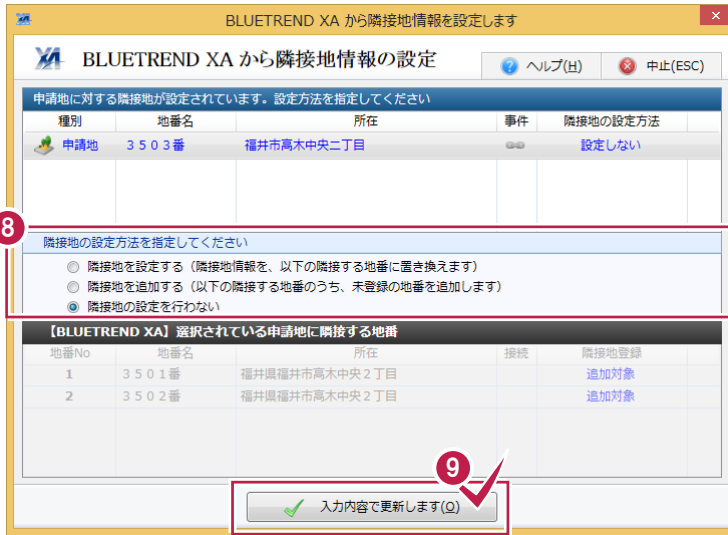 BLUETREND XA から隣接地情報を設定します
BLUETREND XA から隣接地情報の設定 ヘルプ(H) 中止(ESC)
申請地に対する隣接地が設定されています。設定方法を指定してください
種別 地番名 所在 事件 隣接地の設定方法
申請地 3503番 福井市高木中央二丁目 設定しない
8
隣接地の設定方法を指定してください
隣接地を設定する（隣接地情報を、以下の隣接する地番に置き換えます）
隣接地を追加する（以下の隣接する地番のうち、未登録の地番を追加します）
隣接地の設定を行わない
【BLUETREND XA】選択されている申請地に隣接する地番
地番No 地番名 所在 接続 隣接地登録
1 3501番 福井県福井市高木中央2丁目 追加対象
2 3502番 福井県福井市高木中央2丁目 追加対象
9
入力内容で更新します(O)